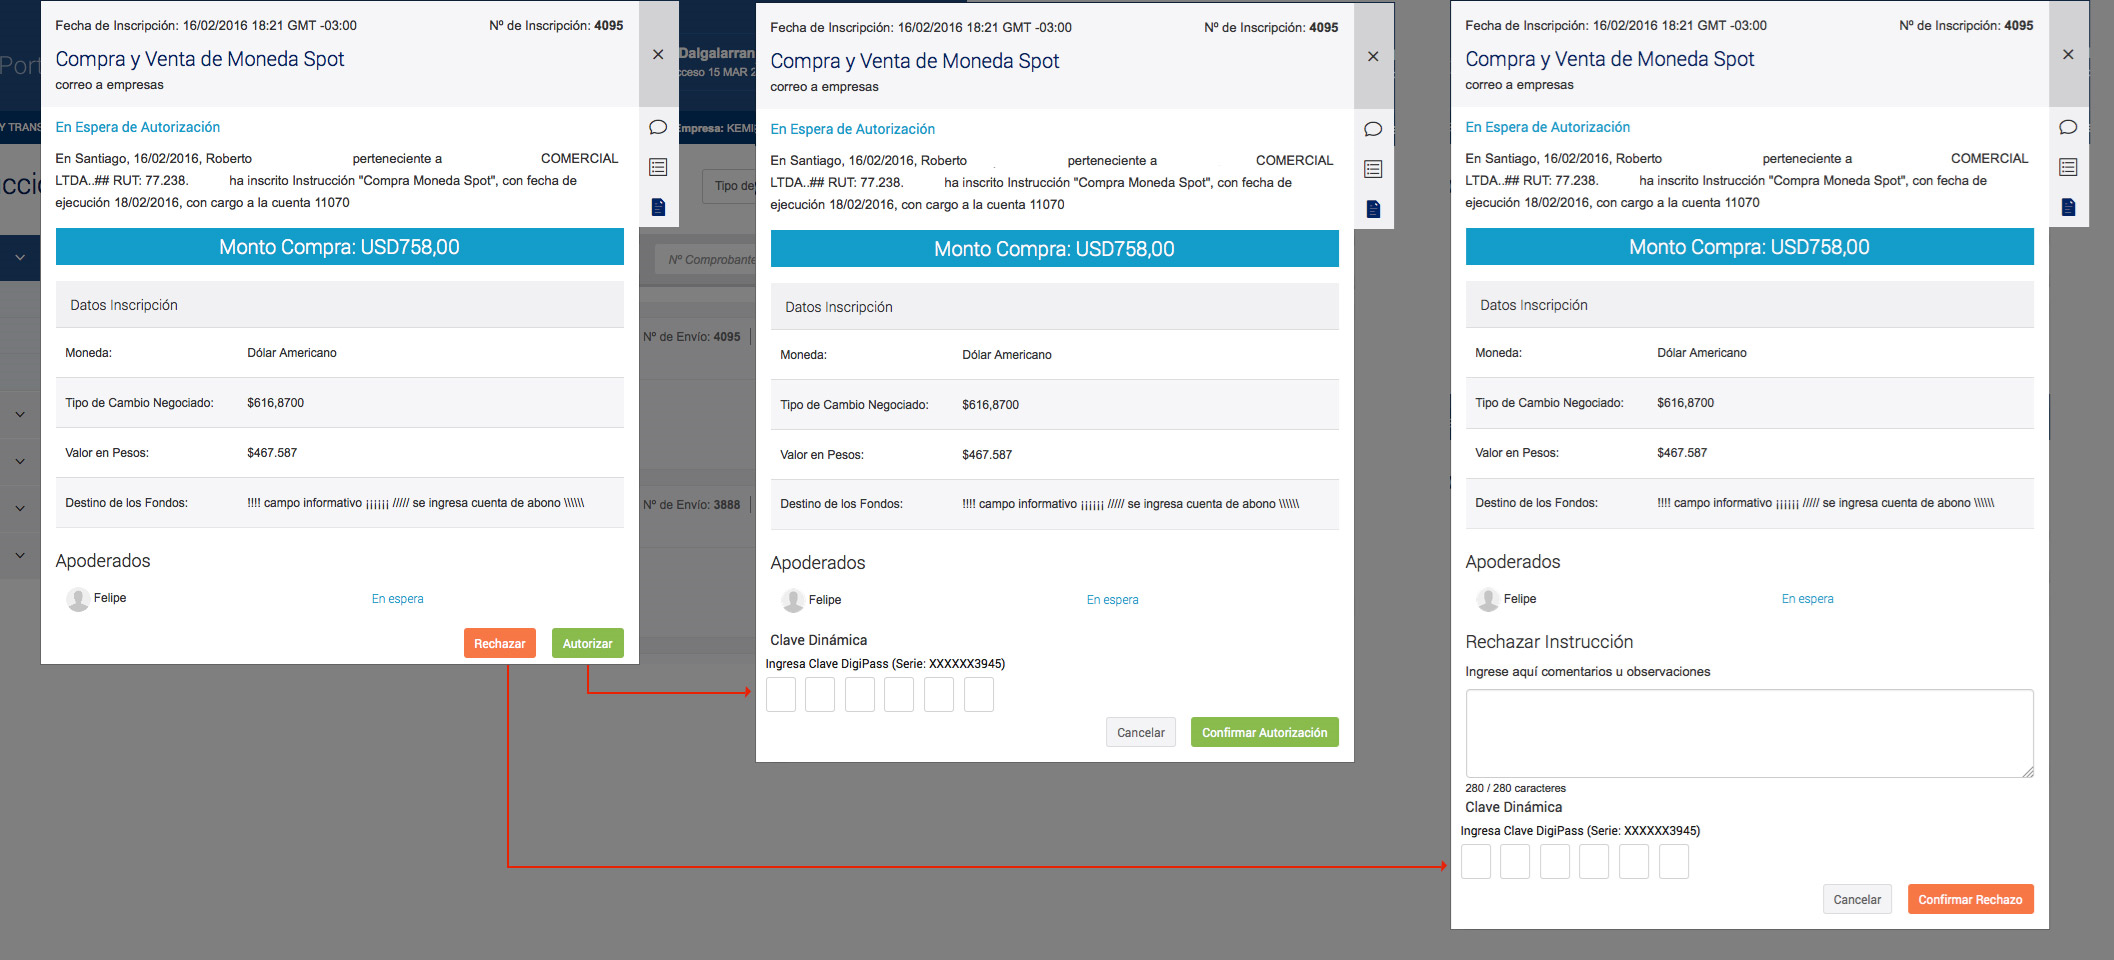 Port
Y TRANS
cció
Fecha de Inscripción: 16/02/2016 18:21 GMT -03:00
Nº de Inscripción: 4095
Compra y Venta de Moneda Spot
correo a empresas
En Espera de Autorización
En Santiago, 16/02/2016, Roberto perteneciente a COMERCIAL
LTDA..## RUT: 77.238. ha inscrito Instrucción "Compra Moneda Spot", con fecha de
ejecución 18/02/2016, con cargo a la cuenta 11070
Monto Compra: USD758,00
Datos Inscripción
Moneda: Dólar Americano
Tipo de Cambio Negociado: $616,8700
Valor en Pesos: $467.587
Destino de los Fondos: !!!! campo informativo ¡¡¡¡¡¡ ///// se ingresa cuenta de abono \\\\\\
Apoderados
Felipe En espera
Rechazar Autorizar
Dalgalarran
cceso 15 MAR 2
Empresa: KEMI
Tipo de
Nº Comprobante
Nº de Envío: 4095
Nº de Envío: 3888
Fecha de Inscripción: 16/02/2016 18:21 GMT -03:00
Nº de Inscripción: 4095
Compra y Venta de Moneda Spot
correo a empresas
En Espera de Autorización
En Santiago, 16/02/2016, Roberto perteneciente a COMERCIAL
LTDA..## RUT: 77.238. ha inscrito Instrucción "Compra Moneda Spot", con fecha de
ejecución 18/02/2016, con cargo a la cuenta 11070
Monto Compra: USD758,00
Datos Inscripción
Moneda: Dólar Americano
Tipo de Cambio Negociado: $616,8700
Valor en Pesos: $467.587
Destino de los Fondos: !!!! campo informativo ¡¡¡¡¡¡ ///// se ingresa cuenta de abono \\\\\\
Apoderados
Felipe En espera
Clave Dinámica
Ingresa Clave DigiPass (Serie: XXXXXX3945)
Cancelar Confirmar Autorización
Fecha de Inscripción: 16/02/2016 18:21 GMT -03:00
Nº de Inscripción: 4095
Compra y Venta de Moneda Spot
correo a empresas
En Espera de Autorización
En Santiago, 16/02/2016, Roberto perteneciente a COMERCIAL
LTDA..## RUT: 77.238. ha inscrito Instrucción "Compra Moneda Spot", con fecha de
ejecución 18/02/2016, con cargo a la cuenta 11070
Monto Compra: USD758,00
Datos Inscripción
Moneda: Dólar Americano
Tipo de Cambio Negociado: $616,8700
Valor en Pesos: $467.587
Destino de los Fondos: !!!! campo informativo ¡¡¡¡¡¡ ///// se ingresa cuenta de abono \\\\\\
Apoderados
Felipe En espera
Rechazar Instrucción
Ingrese aquí comentarios u observaciones
280 / 280 caracteres
Clave Dinámica
Ingresa Clave DigiPass (Serie: XXXXXX3945)
Cancelar Confirmar Rechazo